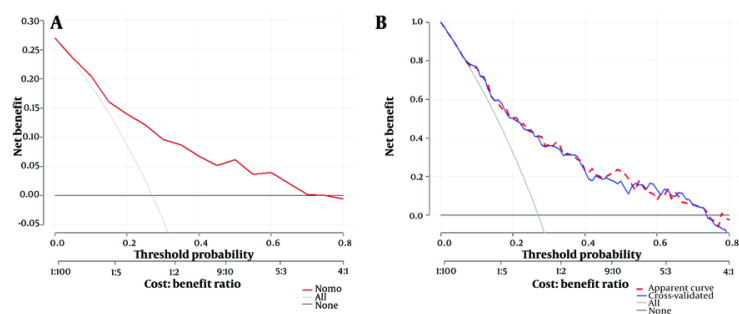 A
0.30
0.25
0.20
0.15
0.10
0.05
0.00
-0.05
Net benefit
0.0 0.2 0.4 0.6 0.8
Threshold probability
1:100 1:5 1:2 9:10 5:3 4:1
Cost: benefit ratio
Nomo
All
None
B
1.0
0.8
0.6
0.4
0.2
0.0
Net benefit
0.0 0.2 0.4 0.6 0.8
Threshold probability
1:100 1:5 1:2 9:10 5:3 4:1
Cost: benefit ratio
Apparent curve
Cross-validated
All
None